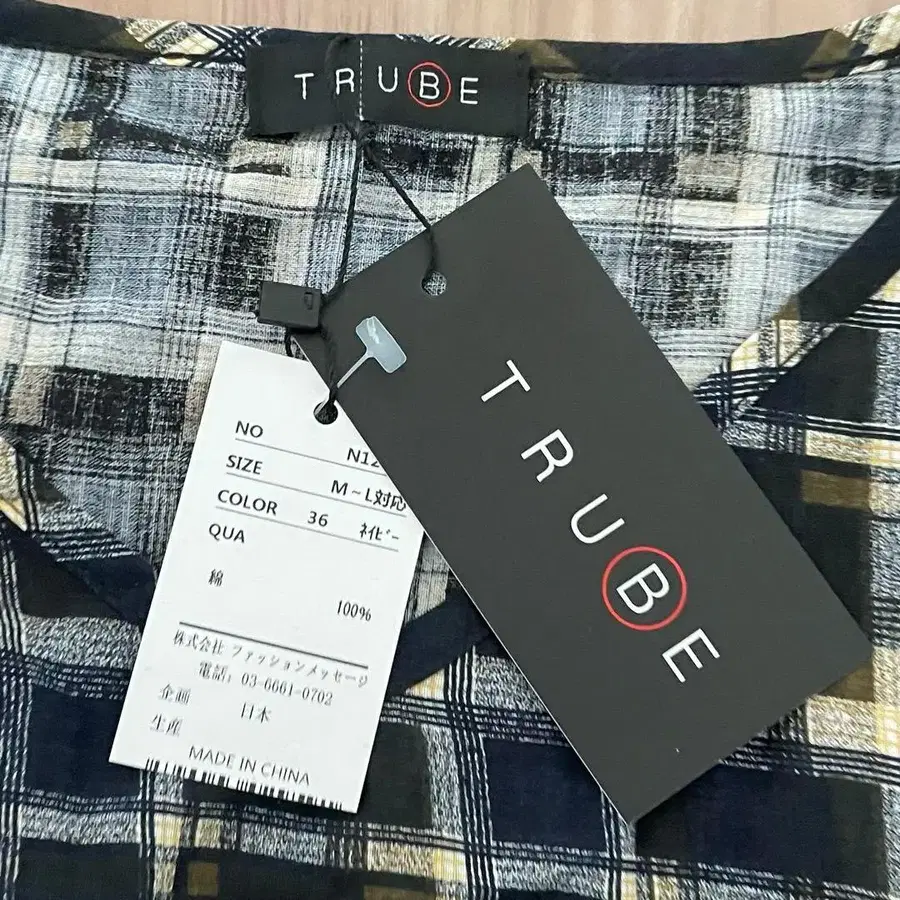 TRUBE
TRUBE
NO N12
SIZE M~L対応
COLOR 36 ﾈｲﾋﾞｰ
QUA
綿
100%
株式会社 ファッションメッセージ
電話: 03-6661-0702
企画 日本
生産
MADE IN CHINA